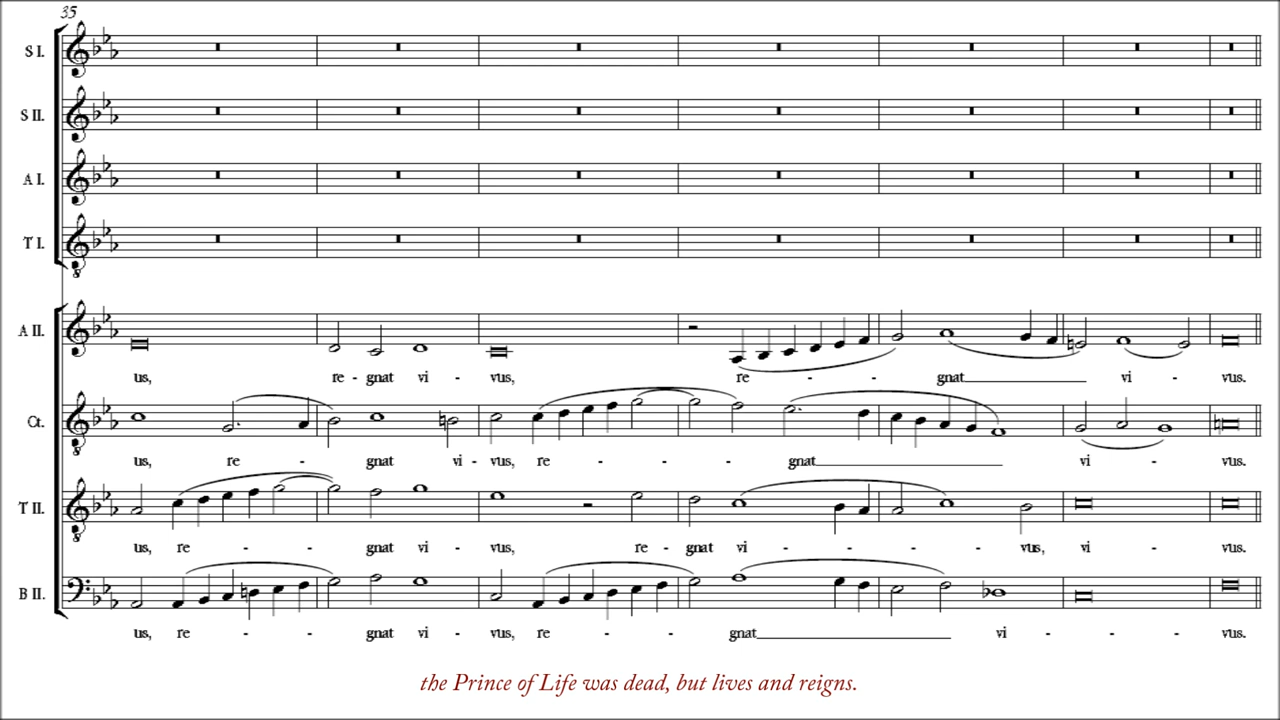 35
S I.
S II.
A I.
T I.
A II.
us, re - gnat vi - vus, re - - gnat vi - vus.
Ct.
us, re - gnat vi - vus, re - - - gnat vi - vus.
T II.
us, re - - gnat vi - vus, re - gnat vi - - - - vus, vi - vus.
B II.
us, re - - gnat vi - vus, re - - gnat vi - - - vus.
the Prince of Life was dead, but lives and reigns.